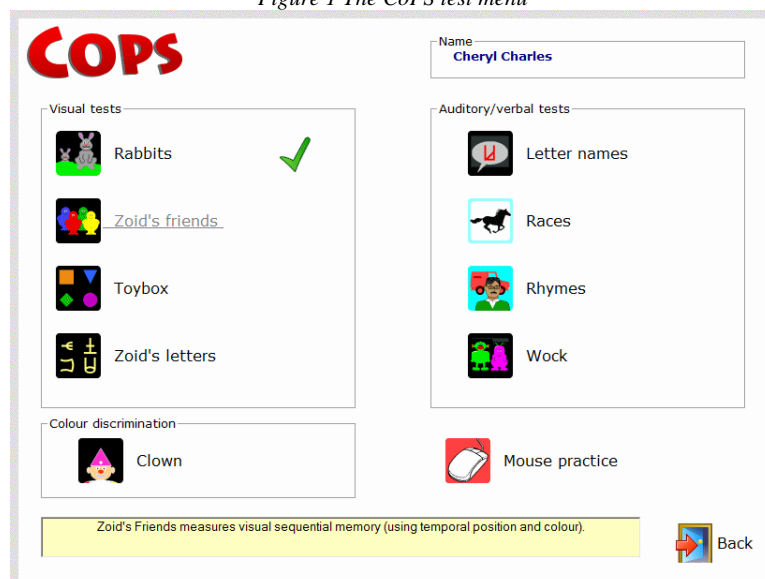 Figure 1 The CoPS test menu
COPS
Name
Cheryl Charles
Visual tests
Rabbits
Zoid's friends
Toybox
Zoid's letters
Auditory/verbal tests
Letter names
Races
Rhymes
Wock
Colour discrimination
Clown
Mouse practice
Zoid's Friends measures visual sequential memory (using temporal position and colour).
Back